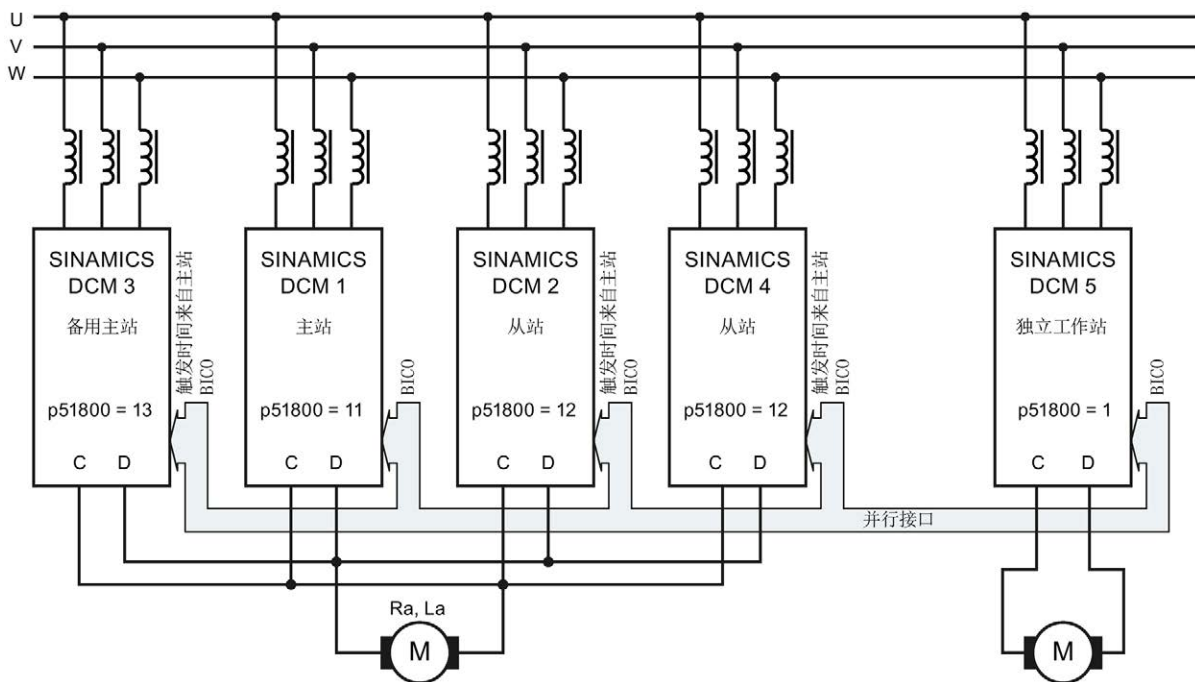 U
V
W
SINAMICS
DCM 3
备用主站
p51800 = 13
C D
触发时间来自主站
BICO
SINAMICS
DCM 1
主站
p51800 = 11
C D
BICO
SINAMICS
DCM 2
从站
p51800 = 12
C D
触发时间来自主站
BICO
SINAMICS
DCM 4
从站
p51800 = 12
C D
触发时间来自主站
BICO
SINAMICS
DCM 5
独立工作站
p51800 = 1
C D
BICO
并行接口
Ra, La
M
M